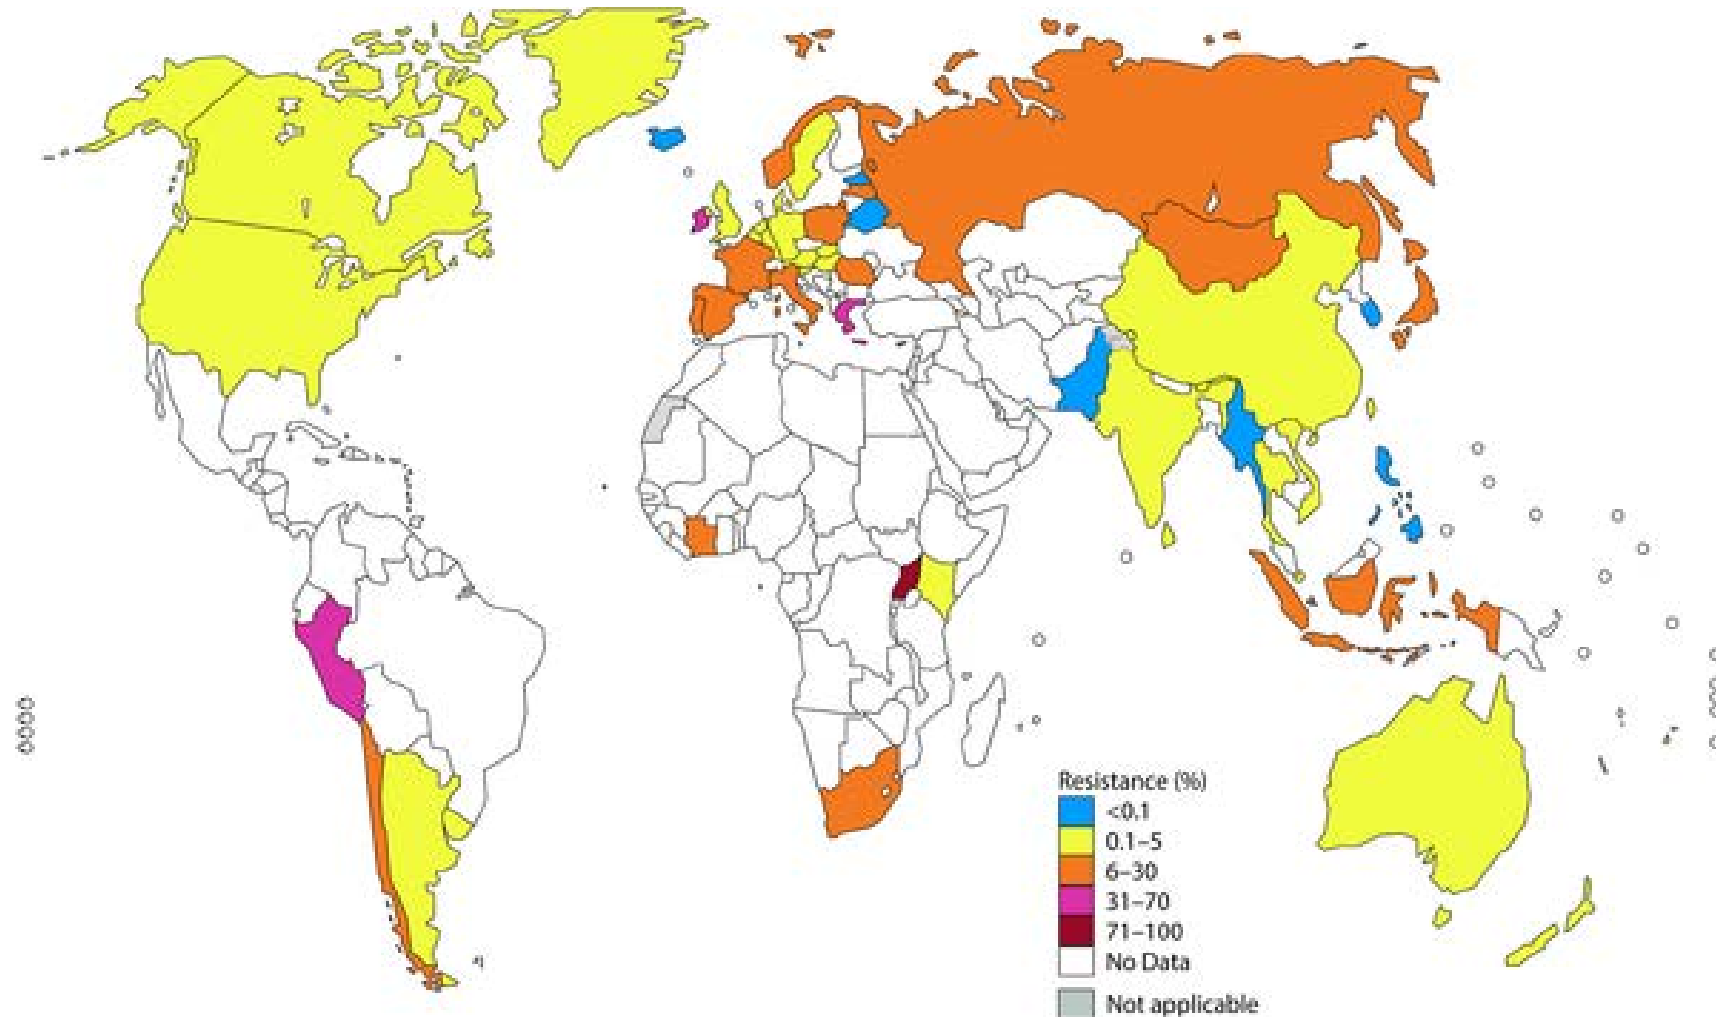 Resistance (%)
<0.1
0.1–5
6–30
31–70
71–100
No Data
Not applicable